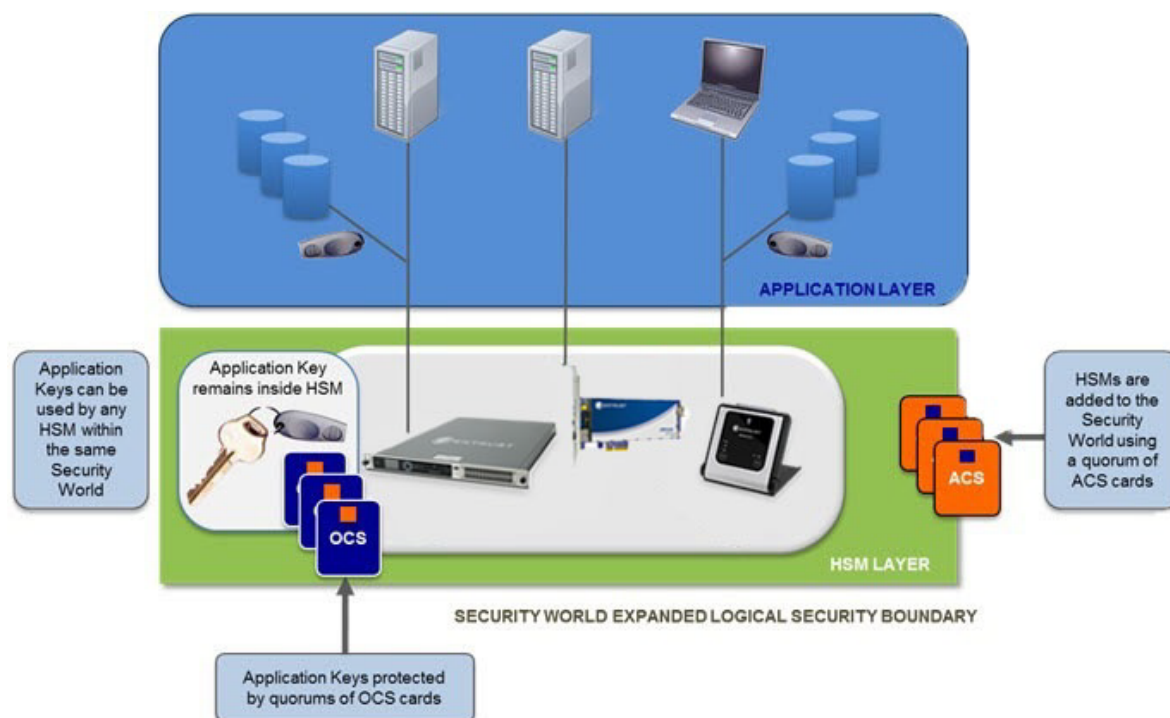 APPLICATION LAYER
Application
Keys can be
used by any
HSM within
the same
Security
World
Application Key
remains inside HSM
OCS
HSMs are
added to the
Security
World using
a quorum of
ACS cards
ACS
HSM LAYER
SECURITY WORLD EXPANDED LOGICAL SECURITY BOUNDARY
Application Keys protected
by quorums of OCS cards